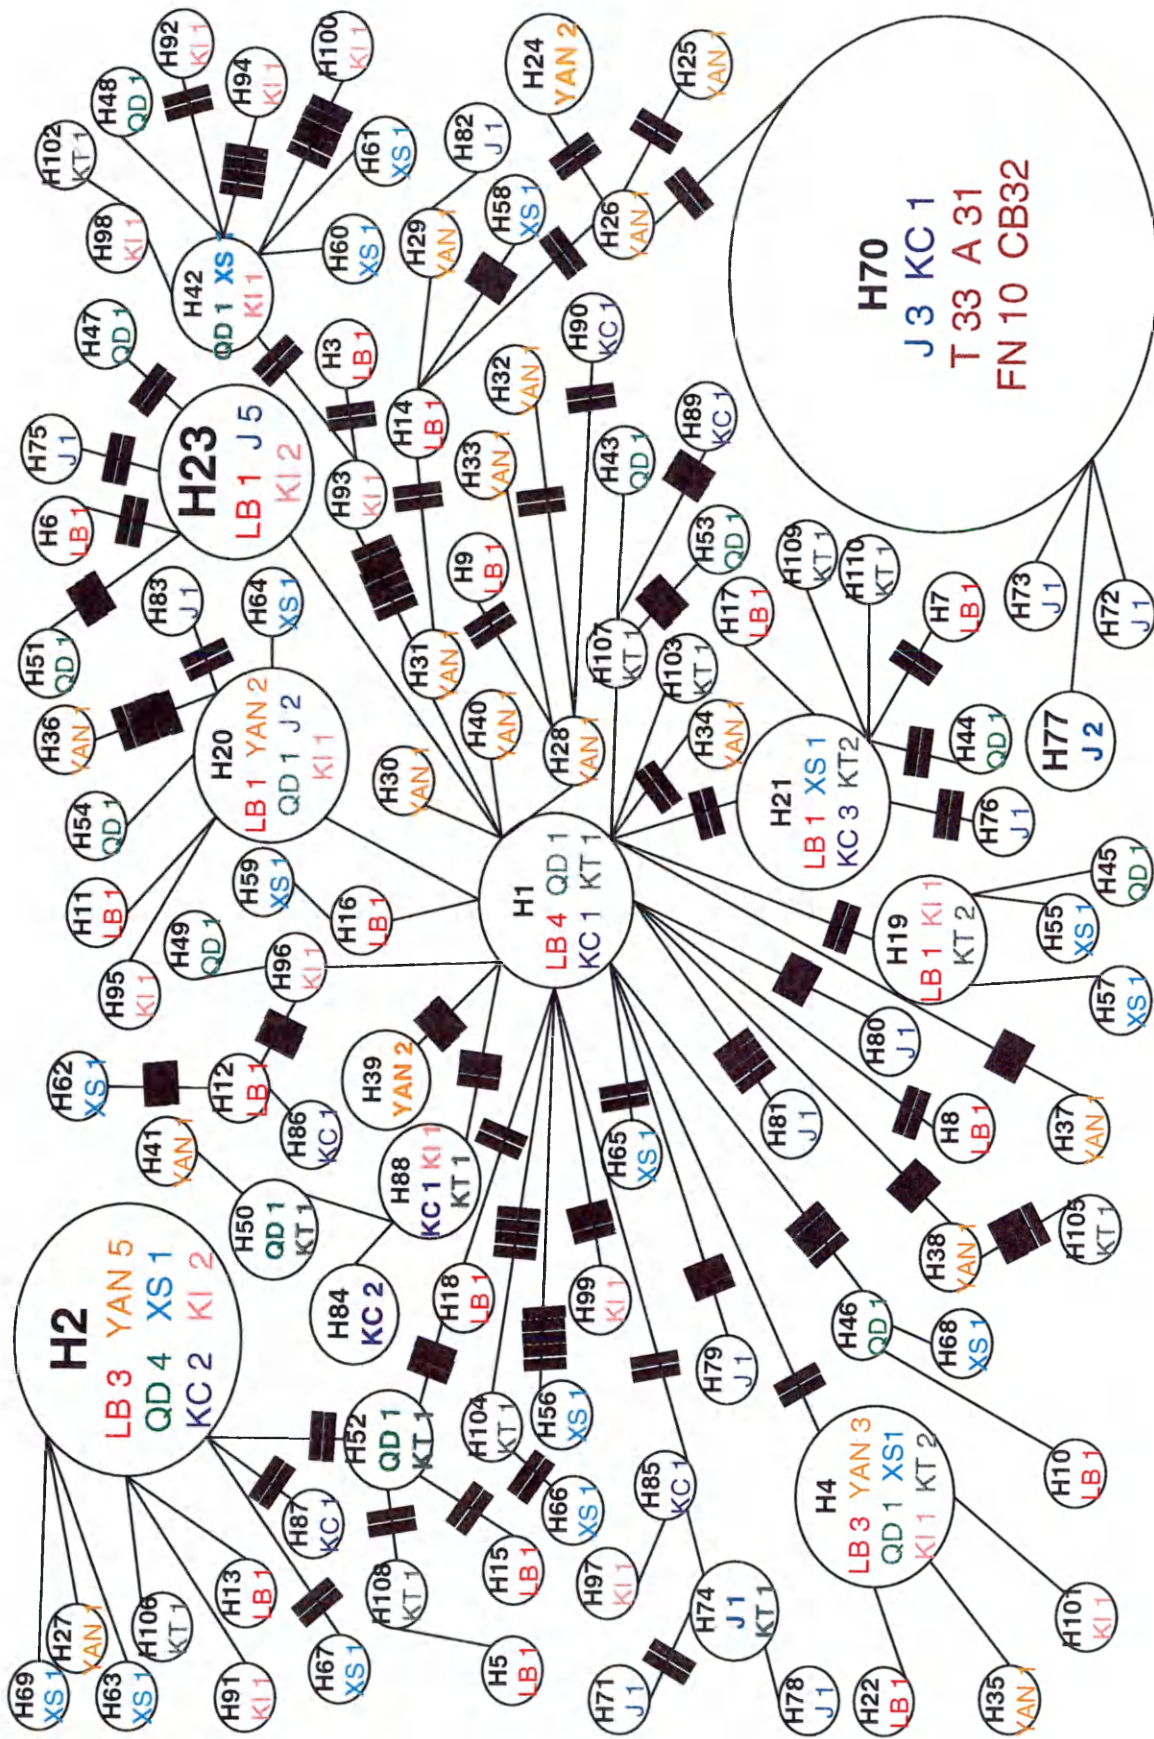 H69
XS 1
H27
YAN 1
H63
XS 1
H106
KT 1
H91
KI 1
H13
LB 1
H67
XS 1
H87
KC 1
H2
LB 3 YAN 5
QD 4 XS 1
KC 2 KI 2
H62
XS 1
H41
YAN 1
H12
LB 1
H86
KC 1
H50
QD 1
KT 1
H84
KC 2
H88
KC 1 KI 1
KT 1
H39
YAN 2
H49
QD 1
H96
KI 1
H95
KI 1
H11
LB 1
H54
QD 1
H36
YAN 1
H51
QD 1
H6
LB 1
H75
J 1
H47
QD 1
H83
J 1
H64
XS 1
H20
LB 1 YAN 2
QD 1 J 2
KI 1
H59
XS 1
H16
LB 1
H23
LB 1 J 5
KI 2
H98
KI 1
H102
KT 1
H48
QD 1
H92
KI 1
H94
KI 1
H100
KI 1
H61
XS 1
H60
XS 1
H42
QD 1 XS 1
KI 1
H3
LB 1
H93
KI 1
H14
LB 1
H29
YAN 1
H82
J 1
H58
XS 1
H24
YAN 2
H25
YAN 1
H26
YAN 1
H31
YAN 1
H33
YAN 1
H32
YAN 1
H9
LB 1
H40
YAN 1
H30
YAN 1
H28
YAN 1
H90
KC 1
H43
QD 1
H89
KC 1
H53
QD 1
H107
KT 1
H103
KT 1
H34
YAN 1
H17
LB 1
H109
KT 1
H110
KT 1
H7
LB 1
H44
QD 1
H76
J 1
H21
LB 1 XS 1
KC 3 KT2
H1
LB 4 QD 1
KC 1 KT 1
H52
QD 1
KT 1
H18
LB 1
H108
KT 1
H15
LB 1
H5
LB 1
H104
KT 1
H66
XS 1
H56
XS 1
H99
KI 1
H65
XS 1
H97
KI 1
H85
KC 1
H71
J 1
H74
J 1
KT 1
H78
J 1
H79
J 1
H81
J 1
H80
J 1
H4
LB 3 YAN 3
QD 1 XS1
KI 1 KT 2
H22
LB 1
H35
YAN 1
H101
KI 1
H46
QD 1
H68
XS 1
H10
LB 1
H38
YAN 1
H105
KT 1
H8
LB 1
H37
YAN 1
H19
LB 1 KI 1
KT 2
H57
XS 1
H55
XS 1
H45
QD 1
H70
J 3 KC 1
T 33 A 31
FN 10 CB32
H77
J 2
H73
J 1
H72
J 1